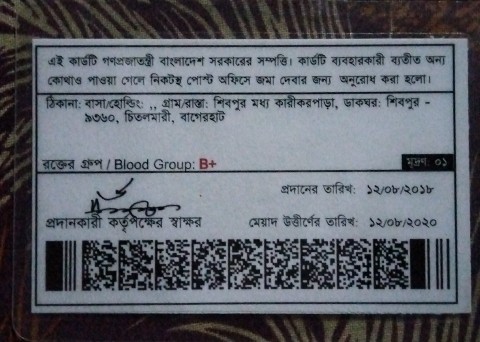 এই কার্ডটি গণপ্রজাতন্ত্রী বাংলাদেশ সরকারের সম্পত্তি। কার্ডটি ব্যবহারকারী ব্যতীত অন্য
কোথাও পাওয়া গেলে নিকটস্থ পোস্ট অফিসে জমা দেবার জন্য অনুরোধ করা হলো।
ঠিকানা: বাসা/হোল্ডিং: ,, গ্রাম/রাস্তা: শিবপুর মধ্য কারীকরপাড়া, ডাকঘর: শিবপুর -
৯৩৬০, চিতলমারী, বাগেরহাট
রক্তের গ্রুপ / Blood Group: B+ মূদ্রণ: ০১
প্রদানের তারিখ: ১২/০৮/২০১৮
প্রদানকারী কর্তৃপক্ষের স্বাক্ষর মেয়াদ উত্তীর্ণের তারিখ: ১২/০৮/২০২০